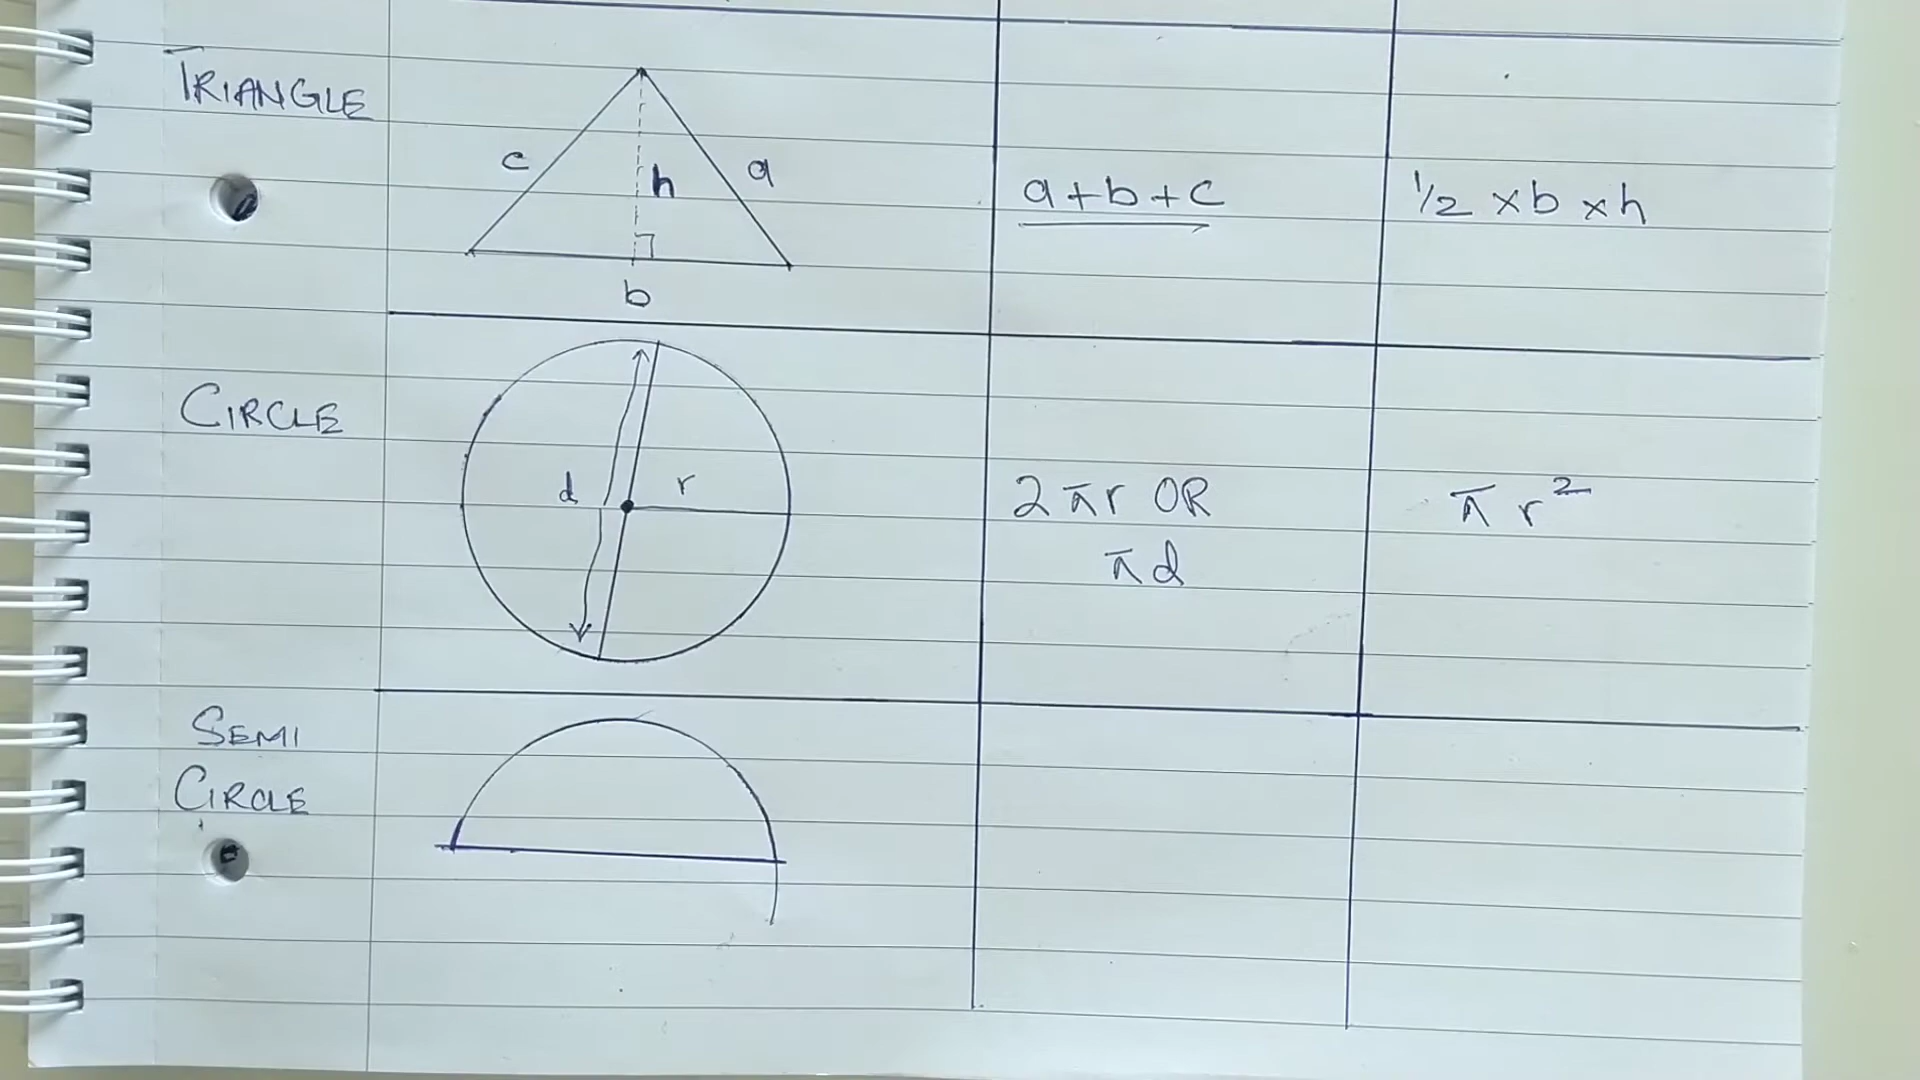 TRIANGLE
c
h
a
b
a+b+c
1/2 ×b ×h
CIRCLE
d
r
2πr OR
πd
πr²
SEMI
CIRCLE